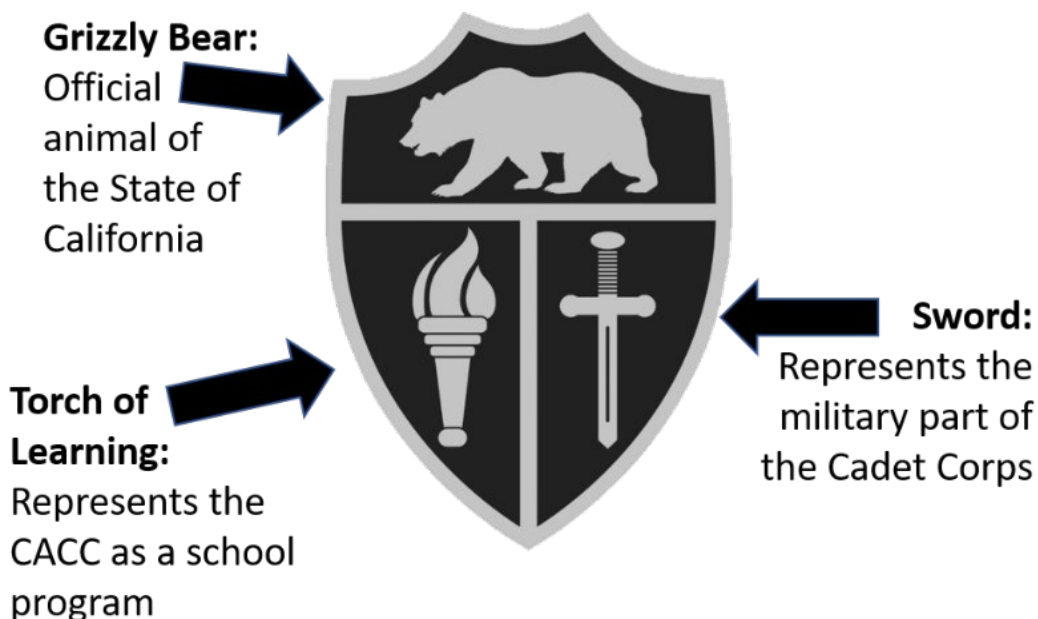 Grizzly Bear:
Official
animal of
the State of
California
Torch of
Learning:
Represents the
CACC as a school
program
Sword:
Represents the
military part of
the Cadet Corps